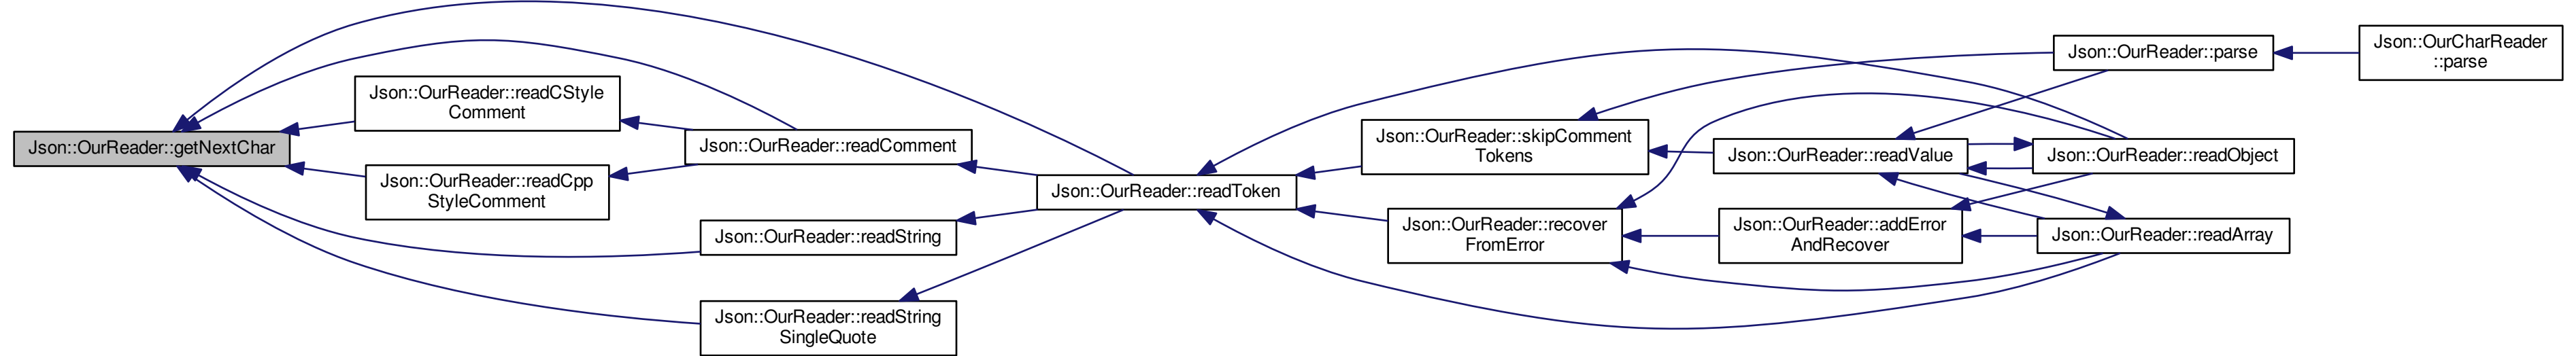 Json::OurReader::getNextChar
Json::OurReader::readCStyle
Comment
Json::OurReader::readCpp
StyleComment
Json::OurReader::readComment
Json::OurReader::readString
Json::OurReader::readString
SingleQuote
Json::OurReader::readToken
Json::OurReader::skipComment
Tokens
Json::OurReader::recover
FromError
Json::OurReader::readValue
Json::OurReader::addError
AndRecover
Json::OurReader::parse
Json::OurReader::readObject
Json::OurReader::readArray
Json::OurCharReader
::parse